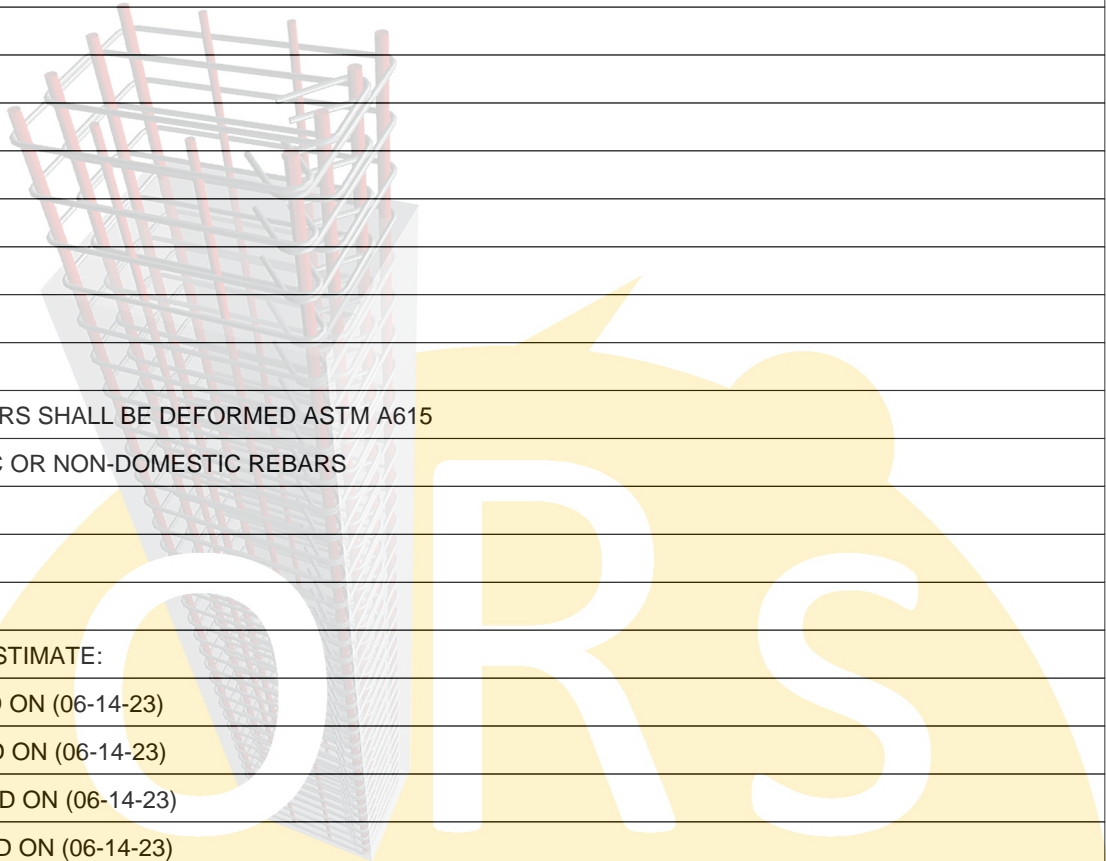 RS SHALL BE DEFORMED ASTM A615
C OR NON-DOMESTIC REBARS
STIMATE:
D ON (06-14-23)
D ON (06-14-23)
D ON (06-14-23)
D ON (06-14-23)
ORS